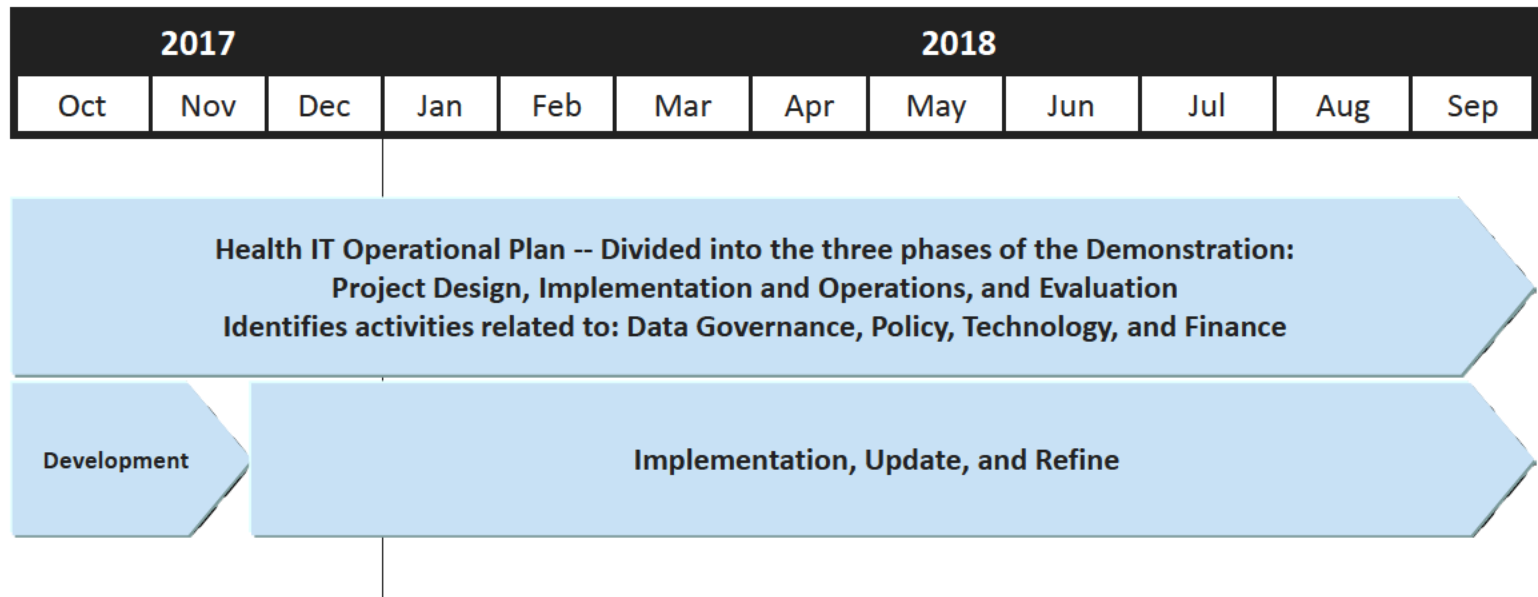 2017 2018
Oct Nov Dec Jan Feb Mar Apr May Jun Jul Aug Sep
Health IT Operational Plan -- Divided into the three phases of the Demonstration:
Project Design, Implementation and Operations, and Evaluation
Identifies activities related to: Data Governance, Policy, Technology, and Finance
Development
Implementation, Update, and Refine